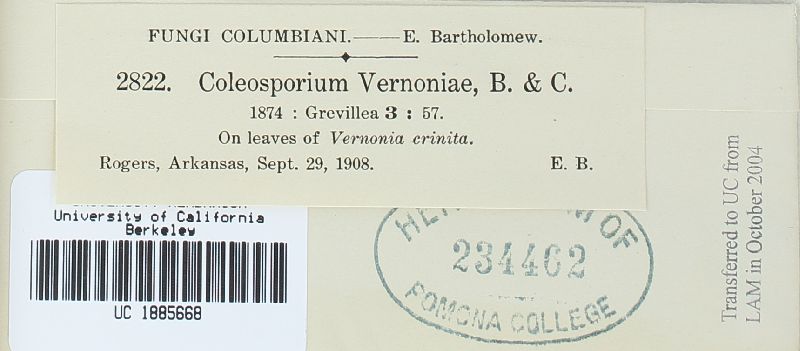 FUNGI COLUMBIANI.——E. Bartholomew.
2822. Coleosporium Vernoniae, B. & C.
1874 : Grevillea 3 : 57.
On leaves of Vernonia crinita.
Rogers, Arkansas, Sept. 29, 1908. E. B.
University of California
Berkeley
UC 1885668
OF
234462
POMONA COLLEGE
Transferred to UC from
LAM in October 2004